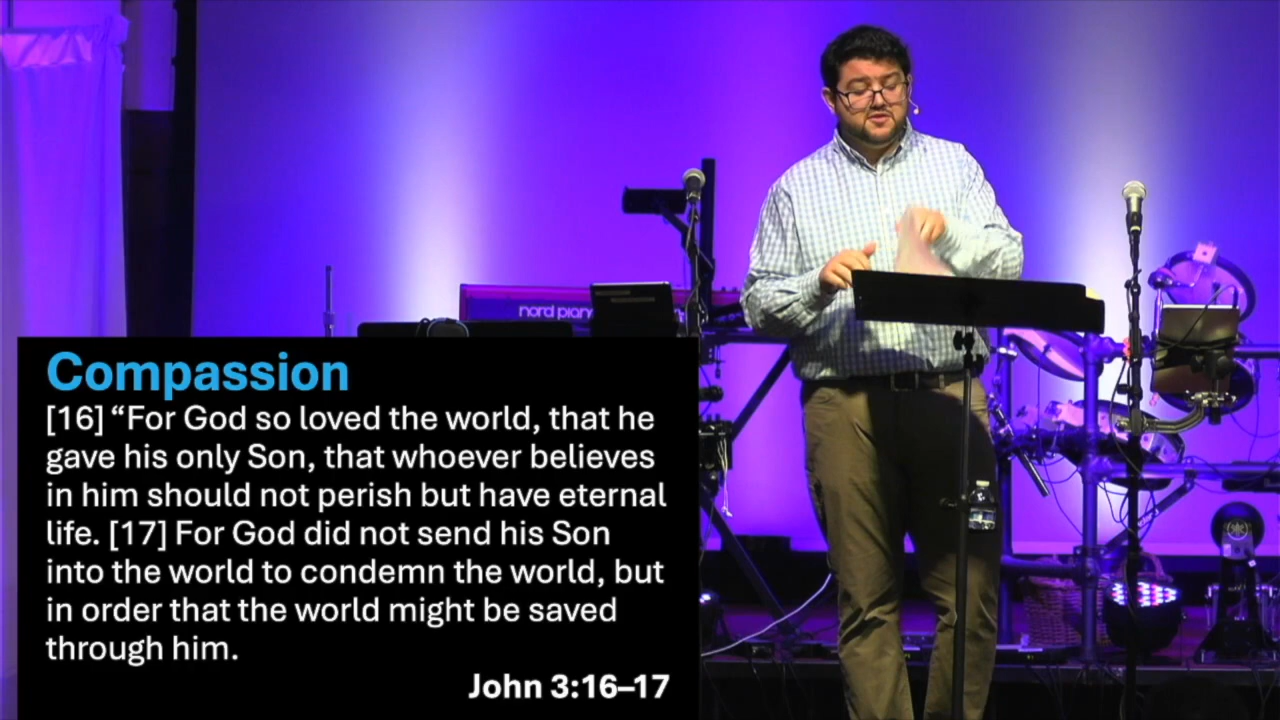 nord pian
Compassion
[16] “For God so loved the world, that he
gave his only Son, that whoever believes
in him should not perish but have eternal
life. [17] For God did not send his Son
into the world to condemn the world, but
in order that the world might be saved
through him.
John 3:16–17